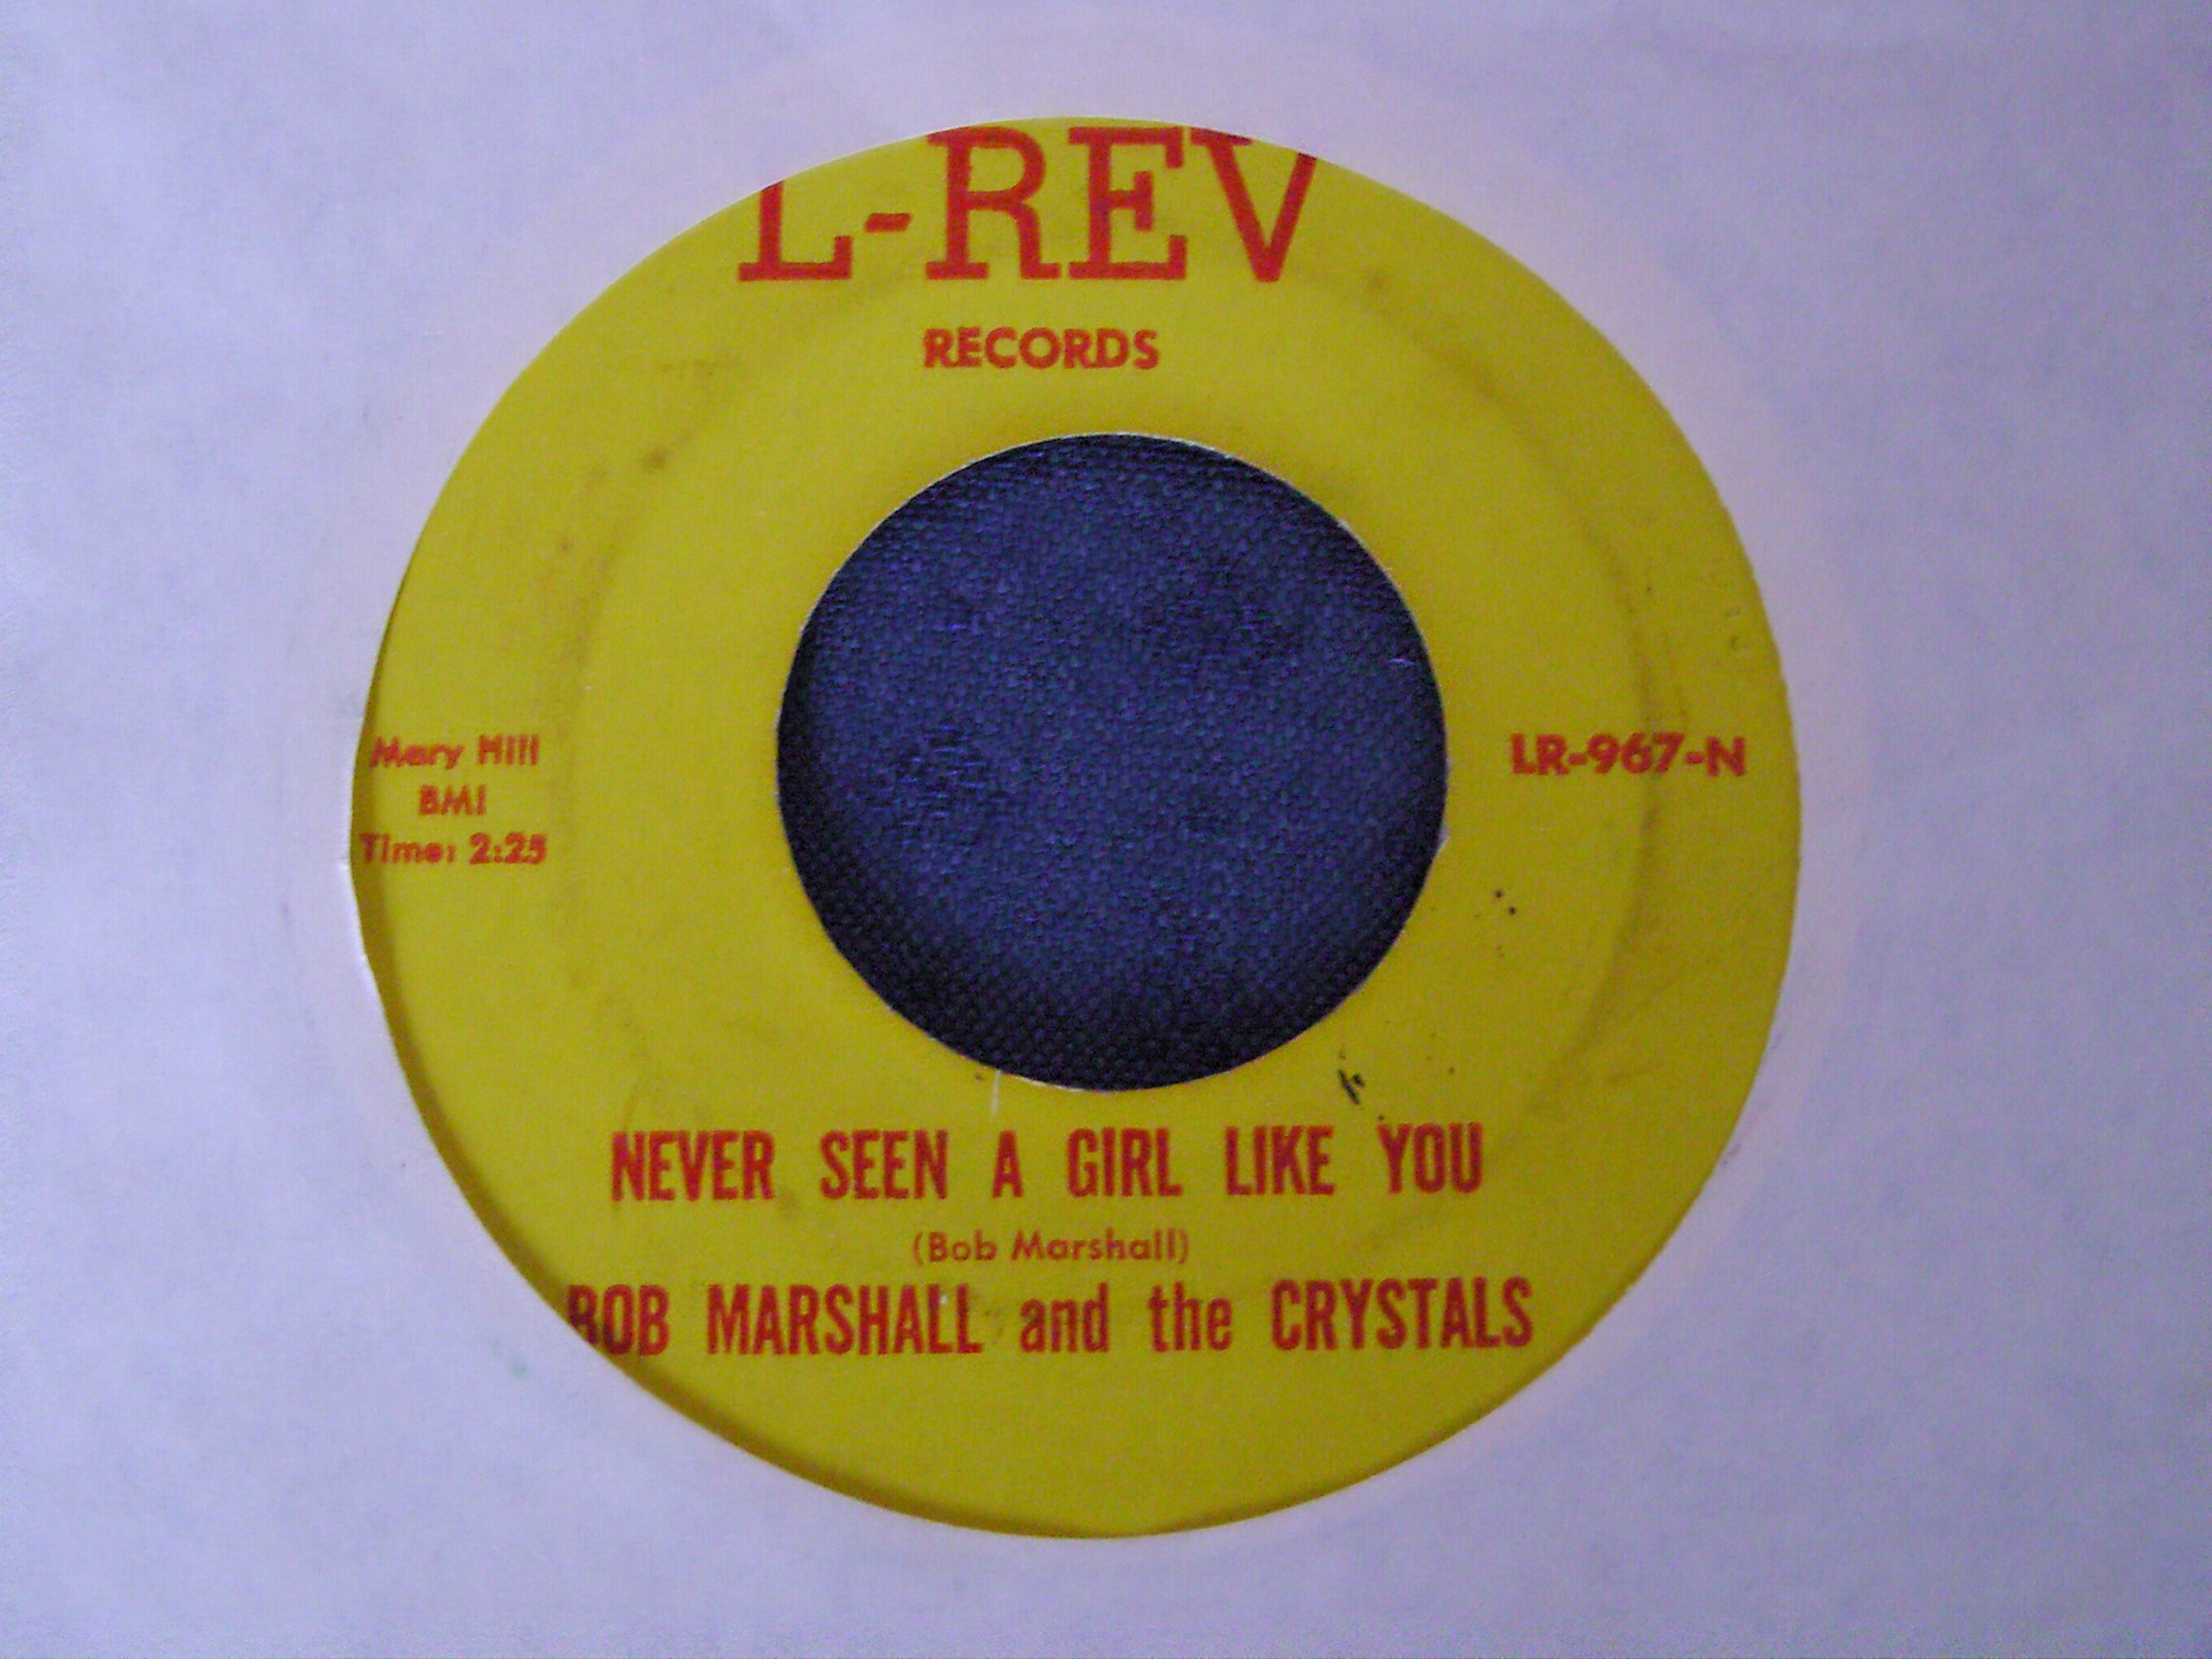 L-REV
RECORDS
Mary Hill
BMI
Time: 2:25
LR-967-N
NEVER SEEN A GIRL LIKE YOU
(Bob Marshall)
BOB MARSHALL and the CRYSTALS